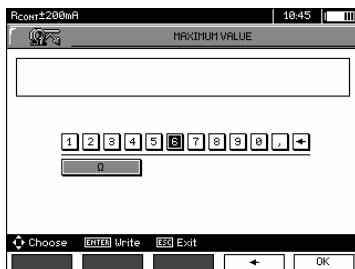 RCONT±200mA 10:45
MAXIMUM VALUE
1 2 3 4 5 6 7 8 9 0 , ←
Ω
Choose ENTER Write ESC Exit
← OK